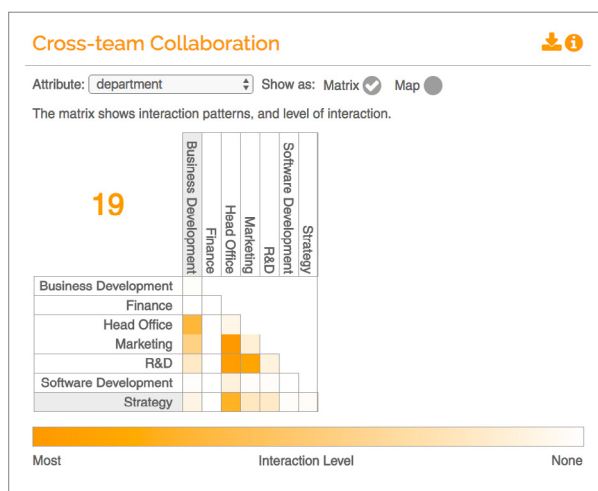 Cross-team Collaboration
Attribute: department Show as: Matrix Map
The matrix shows interaction patterns, and level of interaction.
19
Business Development
Finance
Head Office
Marketing
R&D
Software Development
Strategy
Business Development
Finance
Head Office
Marketing
R&D
Software Development
Strategy
Most Interaction Level None